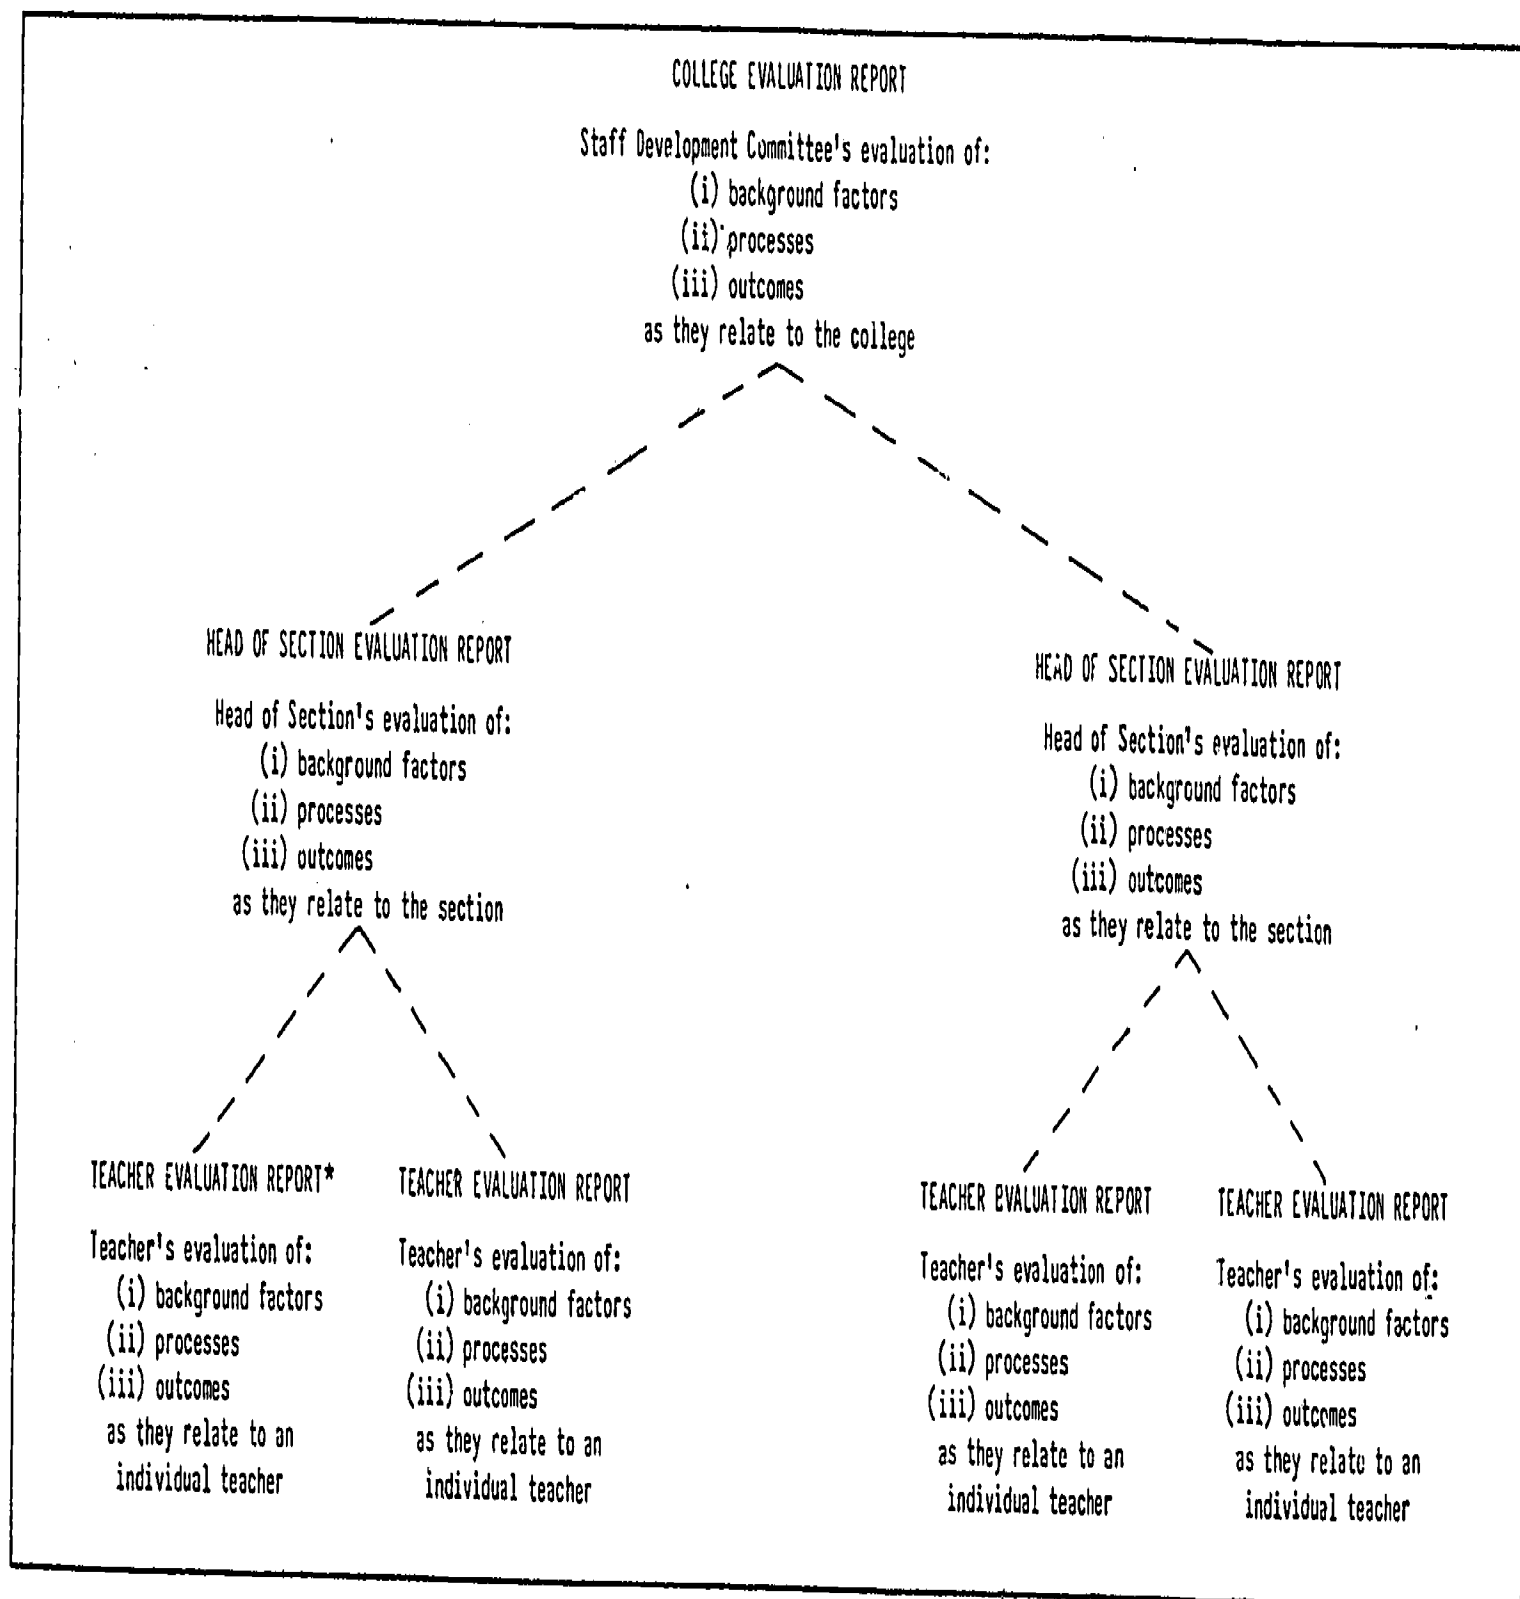 COLLEGE EVALUATION REPORT
Staff Development Committee's evaluation of:
(i) background factors
(ii) processes
(iii) outcomes
as they relate to the college
HEAD OF SECTION EVALUATION REPORT
Head of Section's evaluation of:
(i) background factors
(ii) processes
(iii) outcomes
as they relate to the section
HEAD OF SECTION EVALUATION REPORT
Head of Section's evaluation of:
(i) background factors
(ii) processes
(iii) outcomes
as they relate to the section
TEACHER EVALUATION REPORT*
Teacher's evaluation of:
(i) background factors
(ii) processes
(iii) outcomes
as they relate to an
individual teacher
TEACHER EVALUATION REPORT
Teacher's evaluation of:
(i) background factors
(ii) processes
(iii) outcomes
as they relate to an
individual teacher
TEACHER EVALUATION REPORT
Teacher's evaluation of:
(i) background factors
(ii) processes
(iii) outcomes
as they relate to an
individual teacher
TEACHER EVALUATION REPORT
Teacher's evaluation of:
(i) background factors
(ii) processes
(iii) outcomes
as they relate to an
individual teacher